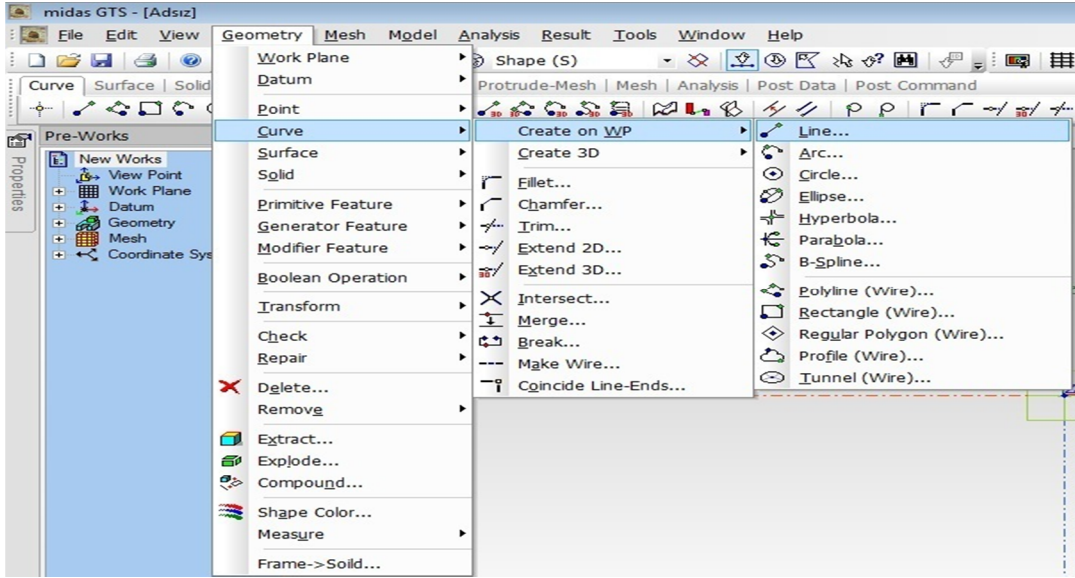 midas GTS - [Adsız]
File Edit View Geometry Mesh Model Analysis Result Tools Window Help
Shape (S)
Curve Surface Solid Protrude-Mesh Mesh Analysis Post Data Post Command
Pre-Works
Properties
New Works
View Point
Work Plane
Datum
Geometry
Mesh
Coordinate Sys
Work Plane
Datum
Point
Curve
Surface
Solid
Primitive Feature
Generator Feature
Modifier Feature
Boolean Operation
Transform
Check
Repair
Delete...
Remove
Extract...
Explode...
Compound...
Shape Color...
Measure
Frame->Soild...
Create on WP
Create 3D
Fillet...
Chamfer...
Trim...
Extend 2D...
Extend 3D...
Intersect...
Merge...
Break...
Make Wire...
Coincide Line-Ends...
Line...
Arc...
Circle...
Ellipse...
Hyperbola...
Parabola...
B-Spline...
Polyline (Wire)...
Rectangle (Wire)...
Regular Polygon (Wire)...
Profile (Wire)...
Tunnel (Wire)...